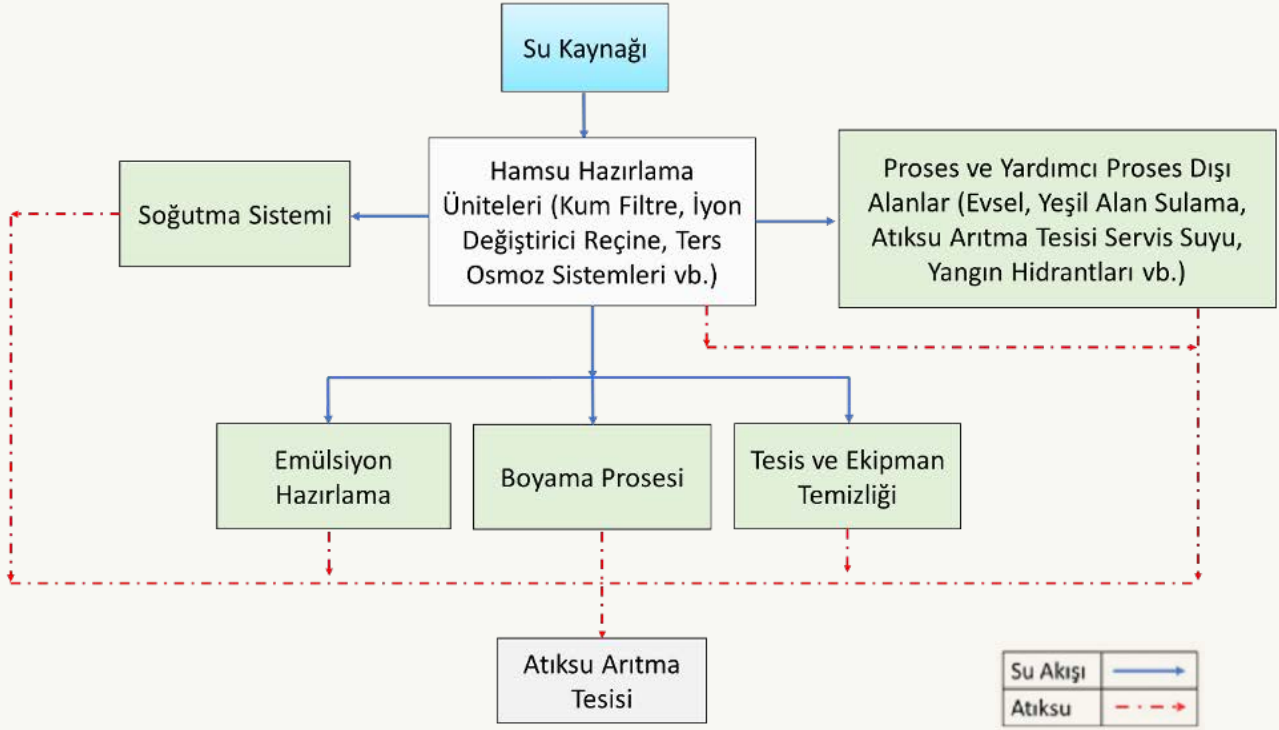 Su Kaynağı
Hamsu Hazırlama
Üniteleri (Kum Filtre, İyon
Değiştirici Reçine, Ters
Osmoz Sistemleri vb.)
Soğutma Sistemi
Proses ve Yardımcı Proses Dışı
Alanlar (Evsel, Yeşil Alan Sulama,
Atıksu Arıtma Tesisi Servis Suyu,
Yangın Hidrantları vb.)
Emülsiyon
Hazırlama
Boyama Prosesi
Tesis ve Ekipman
Temizliği
Atıksu Arıtma
Tesisi
Su Akışı
Atıksu